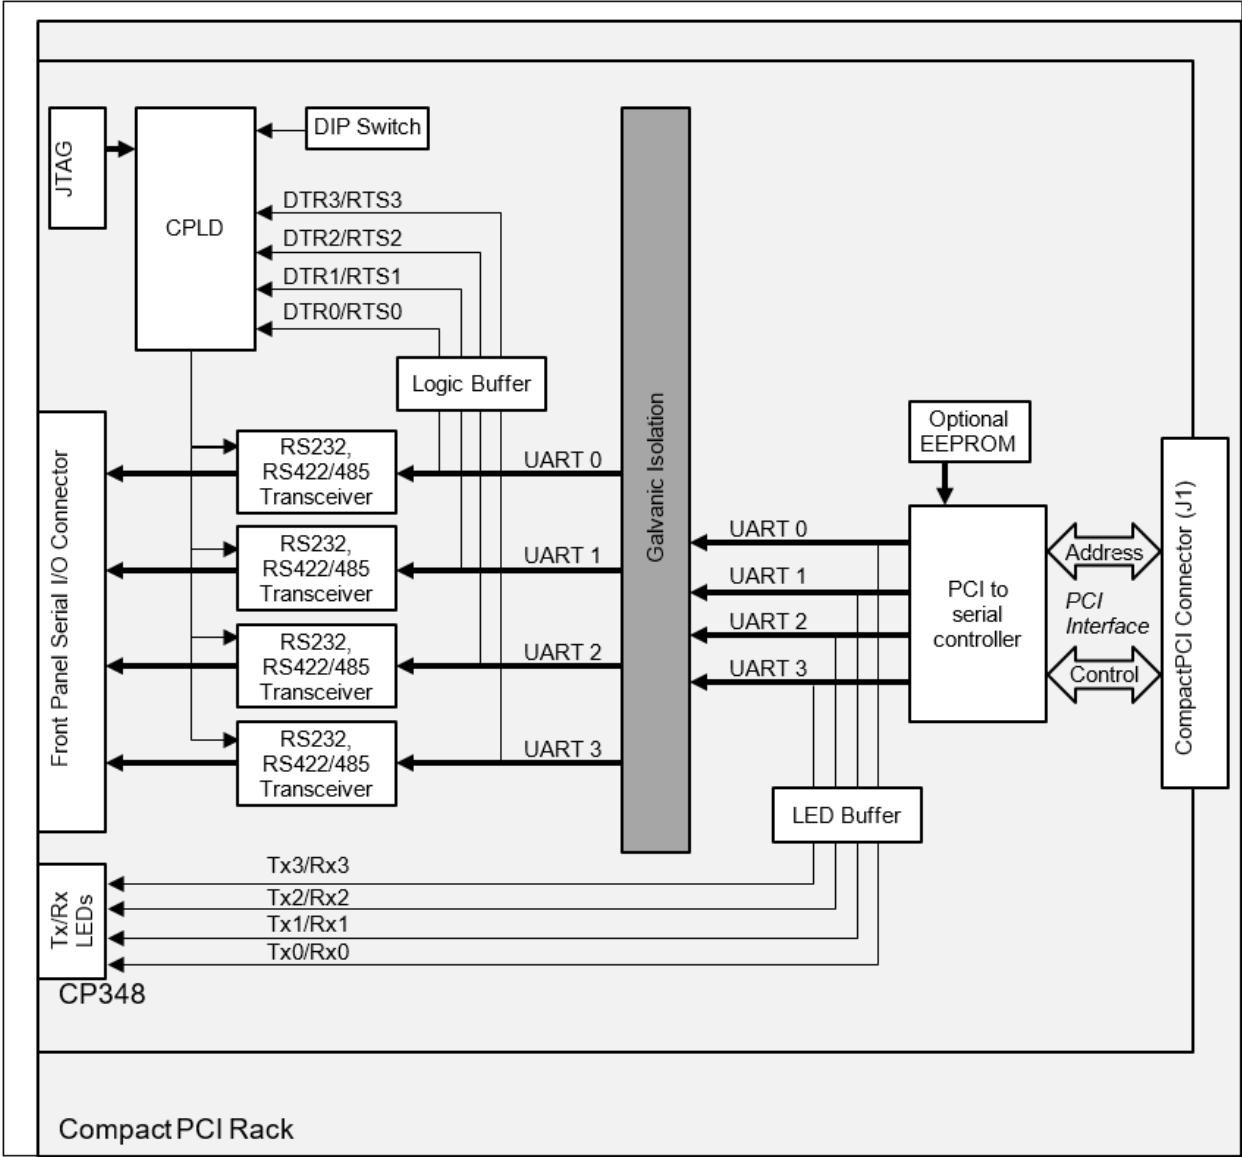 JTAG
CPLD
DIP Switch
DTR3/RTS3
DTR2/RTS2
DTR1/RTS1
DTR0/RTS0
Logic Buffer
Galvanic Isolation
Front Panel Serial I/O Connector
RS232,
RS422/485
Transceiver
UART 0
RS232,
RS422/485
Transceiver
UART 1
RS232,
RS422/485
Transceiver
UART 2
RS232,
RS422/485
Transceiver
UART 3
UART 0
UART 1
UART 2
UART 3
Optional
EEPROM
PCI to
serial
controller
Address
PCI
Interface
Control
CompactPCI Connector (J1)
LED Buffer
Tx/Rx
LEDs
Tx3/Rx3
Tx2/Rx2
Tx1/Rx1
Tx0/Rx0
CP348
Compact PCI Rack